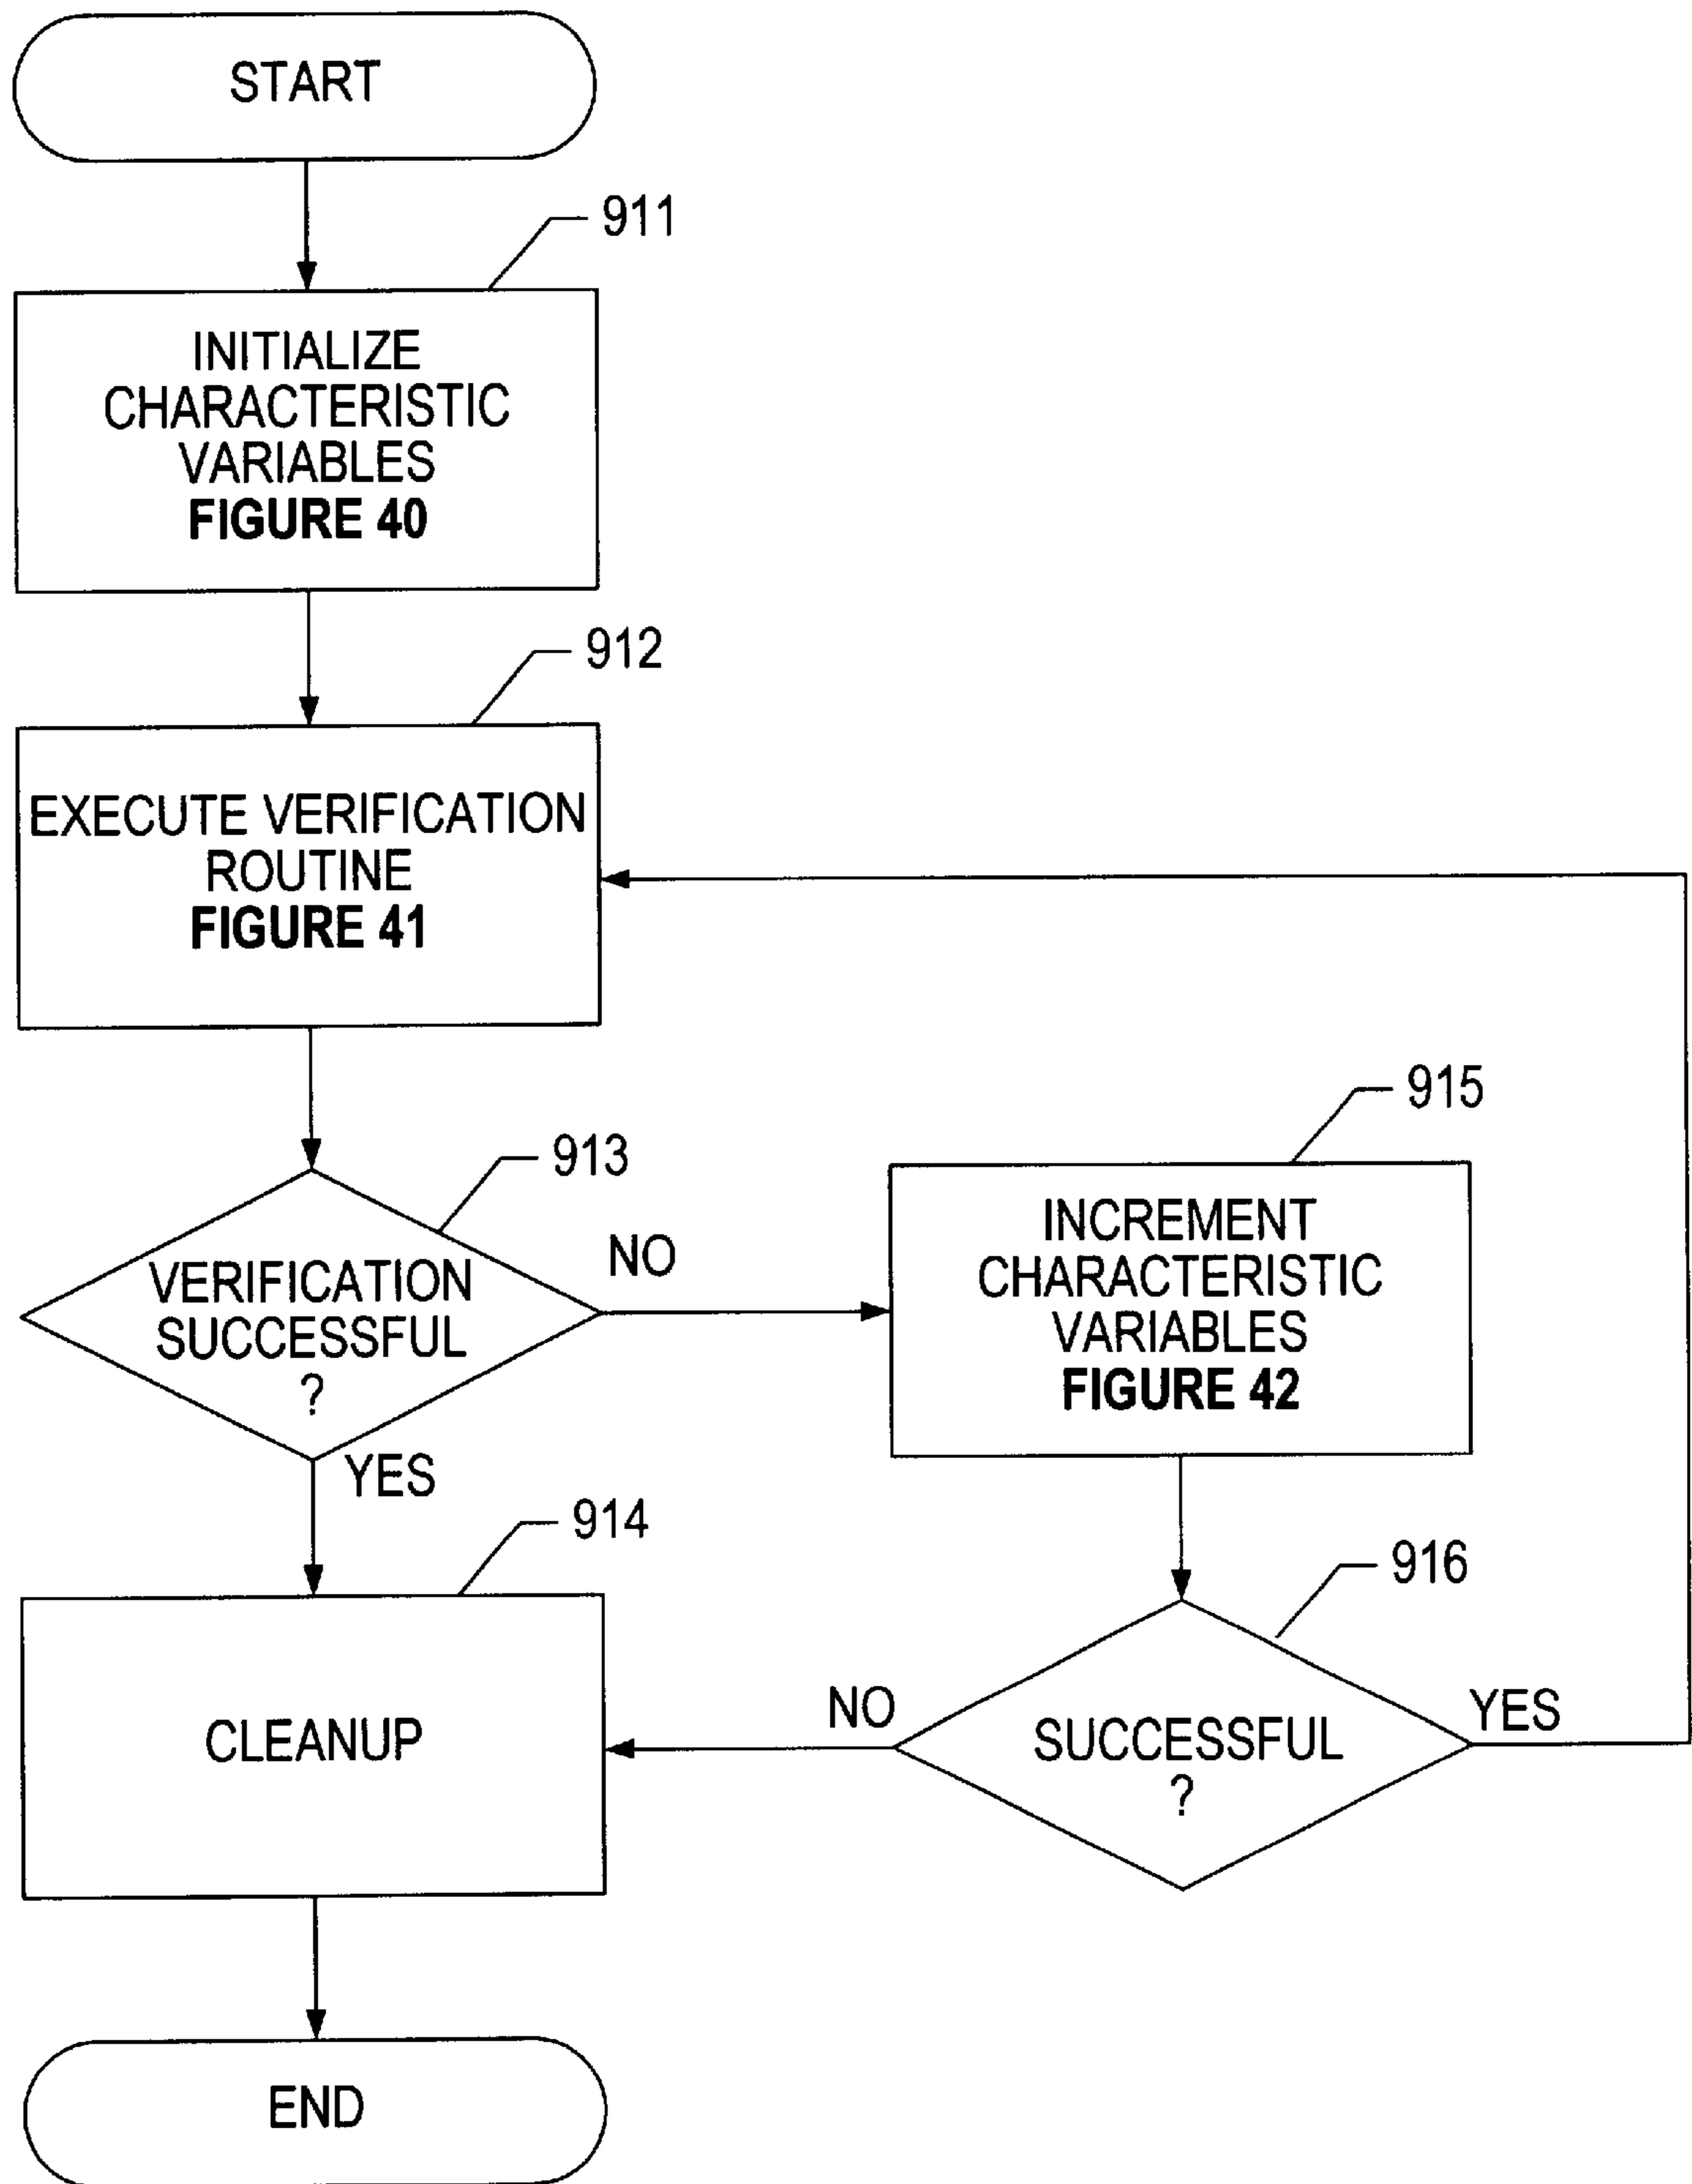 START
911
INITIALIZE
CHARACTERISTIC
VARIABLES
FIGURE 40
912
EXECUTE VERIFICATION
ROUTINE
FIGURE 41
913
VERIFICATION
SUCCESSFUL
?
NO
YES
915
INCREMENT
CHARACTERISTIC
VARIABLES
FIGURE 42
914
CLEANUP
916
SUCCESSFUL
?
NO
YES
END